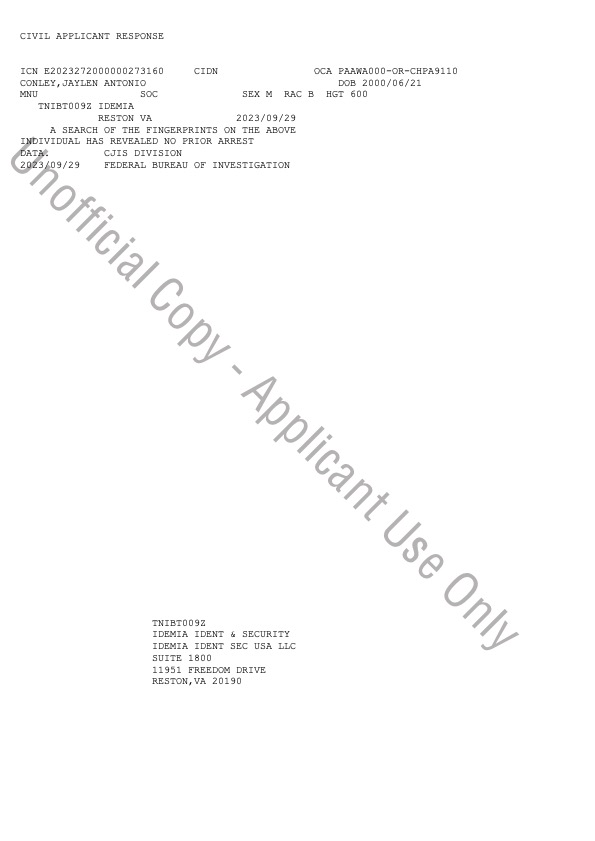 CIVIL APPLICANT RESPONSE
ICN E2023272000000273160 CIDN OCA PAAWA000-OR-CHPA9110
CONLEY,JAYLEN ANTONIO DOB 2000/06/21
MNU SOC SEX M RAC B HGT 600
TNIBT009Z IDEMIA
RESTON VA 2023/09/29
A SEARCH OF THE FINGERPRINTS ON THE ABOVE
INDIVIDUAL HAS REVEALED NO PRIOR ARREST
DATA. CJIS DIVISION
2023/09/29 FEDERAL BUREAU OF INVESTIGATION
Unofficial Copy - Applicant Use Only
TNIBT009Z
IDEMIA IDENT & SECURITY
IDEMIA IDENT SEC USA LLC
SUITE 1800
11951 FREEDOM DRIVE
RESTON,VA 20190